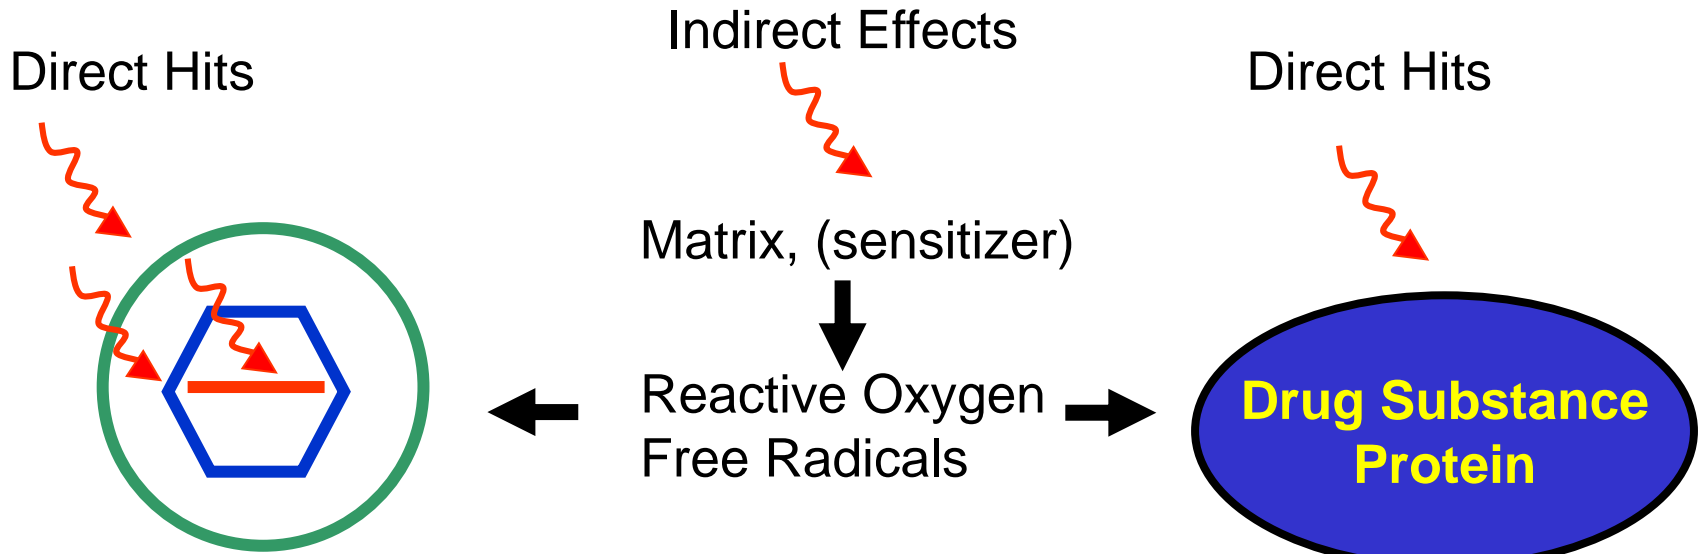 Direct Hits
Indirect Effects
Direct Hits
Matrix, (sensitizer)
Reactive Oxygen
Free Radicals
Drug Substance
Protein